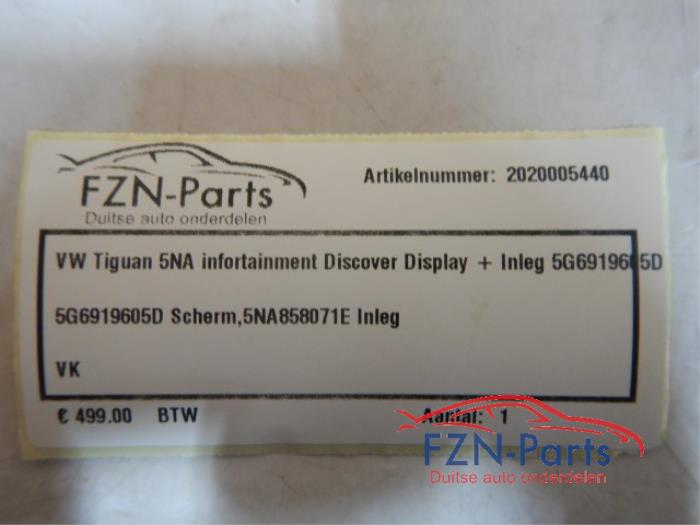 FZN-Parts
Duitse auto onderdelen
Artikelnummer: 2020005440
VW Tiguan 5NA infortainment Discover Display + Inleg 5G6919605D
5G6919605D Scherm,5NA858071E Inleg
VK
€ 499.00 BTW
Aantal: 1
FZN-Parts
Duitse auto onderdelen